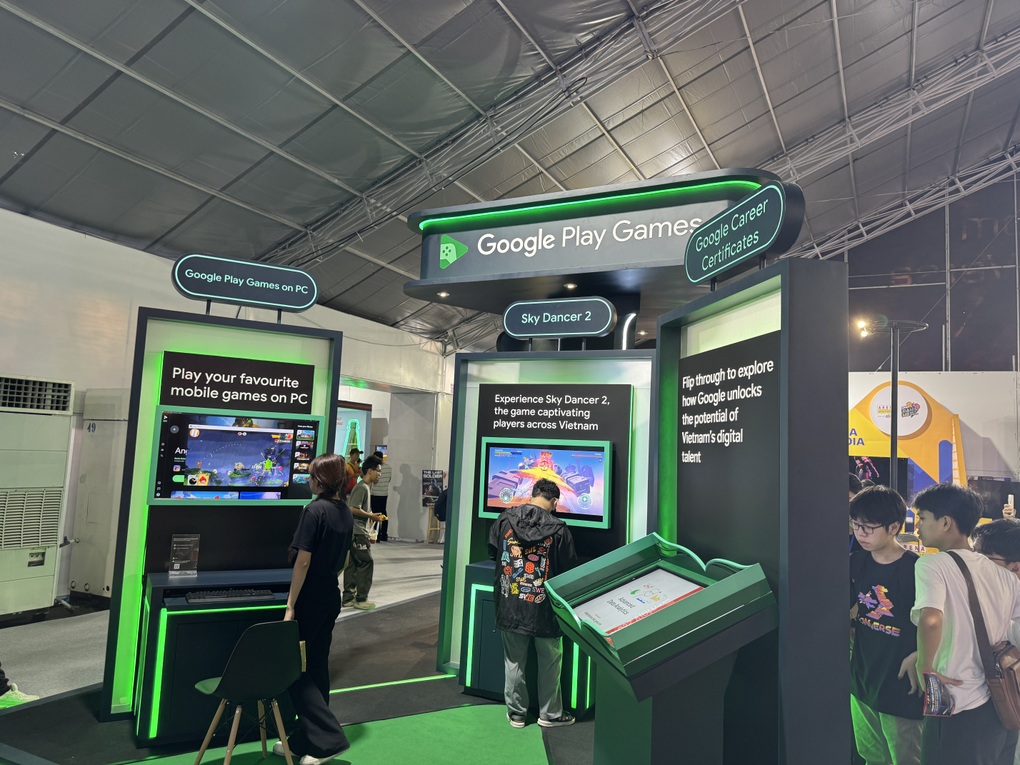 Google Play Games
Google Career
Certificates
Google Play Games on PC
Sky Dancer 2
Play your favourite
mobile games on PC
Experience Sky Dancer 2,
the game captivating
players across Vietnam
Flip through to explore
how Google unlocks
the potential of
Vietnam's digital
talent
49